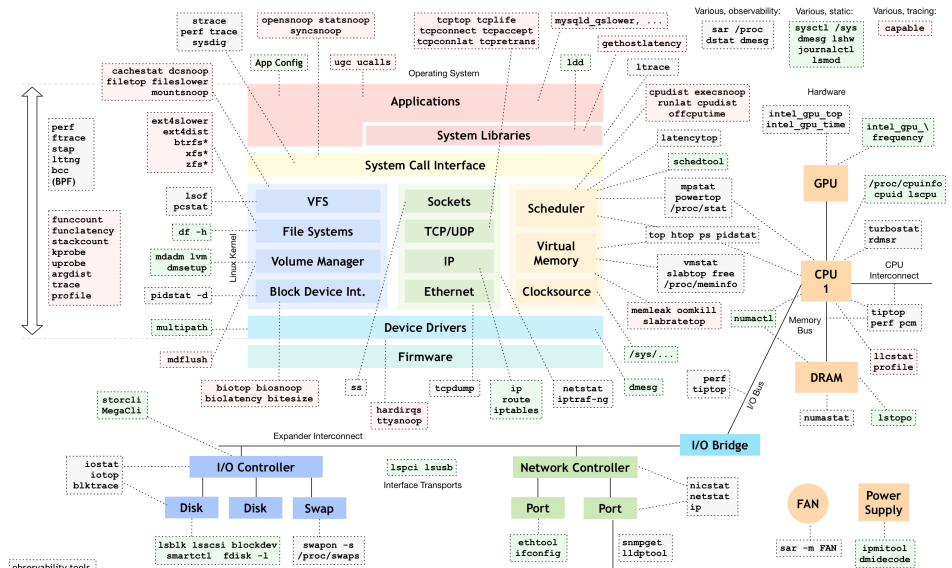 strace
perf trace
sysdig
opensnoop statsnoop
syncsnoop
tcptop tcplife
tcpconnect tcpaccept
tcpconnlat tcpretrans
mysqld_qslower, ...
gethostlatency
Various, observability:
sar /proc
dstat dmesg
Various, static:
sysctl /sys
dmesg lshw
journalctl
lsmod
Various, tracing:
capable
App Config
ugc ucalls
ldd
ltrace
Operating System
cachestat dcsnoop
filetop fileslower
mountsnoop
Applications
System Libraries
System Call Interface
cpudist execsnoop
runlat cpudist
offcputime
Hardware
intel_gpu_top
intel_gpu_time
intel_gpu_\
frequency
perf
ftrace
stap
lttng
bcc
(BPF)
ext4slower
ext4dist
btrfs*
xfs*
zfs*
latencytop
schedtool
mpstat
powertop
/proc/stat
GPU
/proc/cpuinfo
cpuid lscpu
lsof
pcstat
VFS
Sockets
Scheduler
funccount
funclatency
stackcount
kprobe
uprobe
argdist
trace
profile
df -h
File Systems
TCP/UDP
top htop ps pidstat
turbostat
rdmsr
Linux Kernel
mdadm lvm
dmsetup
Volume Manager
IP
Virtual
Memory
vmstat
slabtop free
/proc/meminfo
CPU
1
CPU
Interconnect
pidstat -d
Block Device Int.
Ethernet
Clocksource
memleak oomkill
slabratetop
numactl
Memory
Bus
tiptop
perf pcm
multipath
Device Drivers
mdflush
Firmware
/sys/...
llcstat
profile
biotop biosnoop
biolatency bitesize
ss
tcpdump
ip
route
iptables
netstat
iptraf-ng
dmesg
perf
tiptop
I/O Bus
DRAM
storcli
MegaCli
hardirqs
ttysnoop
numastat
lstopo
Expander Interconnect
I/O Bridge
iostat
iotop
blktrace
I/O Controller
lspci lsusb
Interface Transports
Network Controller
nicstat
netstat
ip
Disk
Disk
Swap
Port
Port
FAN
Power
Supply
lsblk lsscsi blockdev
smartctl fdisk -l
swapon -s
/proc/swaps
ethtool
ifconfig
snmpget
lldptool
sar -m FAN
ipmitool
dmidecode
observability tools